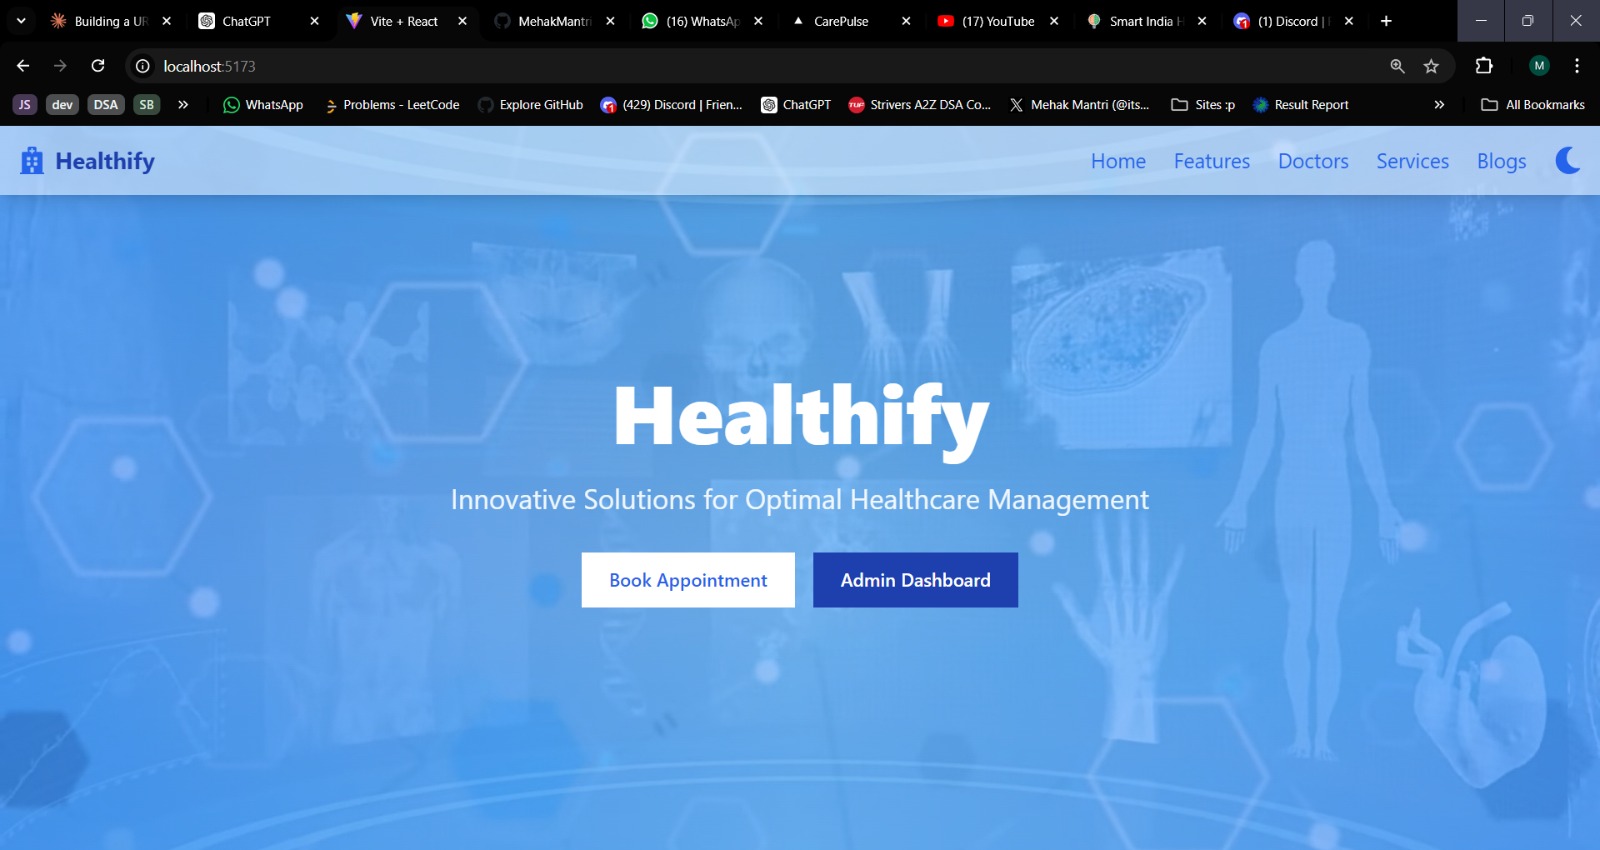 Building a UR
ChatGPT
Vite + React
MehakMantri
(16) WhatsAp
CarePulse
(17) YouTube
Smart India H
(1) Discord |
localhost:5173
M
JS
dev
DSA
SB
WhatsApp
Problems - LeetCode
Explore GitHub
(429) Discord | Frien...
ChatGPT
TUF
Strivers A2Z DSA Co...
Mehak Mantri (@its...
Sites :p
Result Report
All Bookmarks
Healthify
Home
Features
Doctors
Services
Blogs
Healthify
Innovative Solutions for Optimal Healthcare Management
Book Appointment
Admin Dashboard